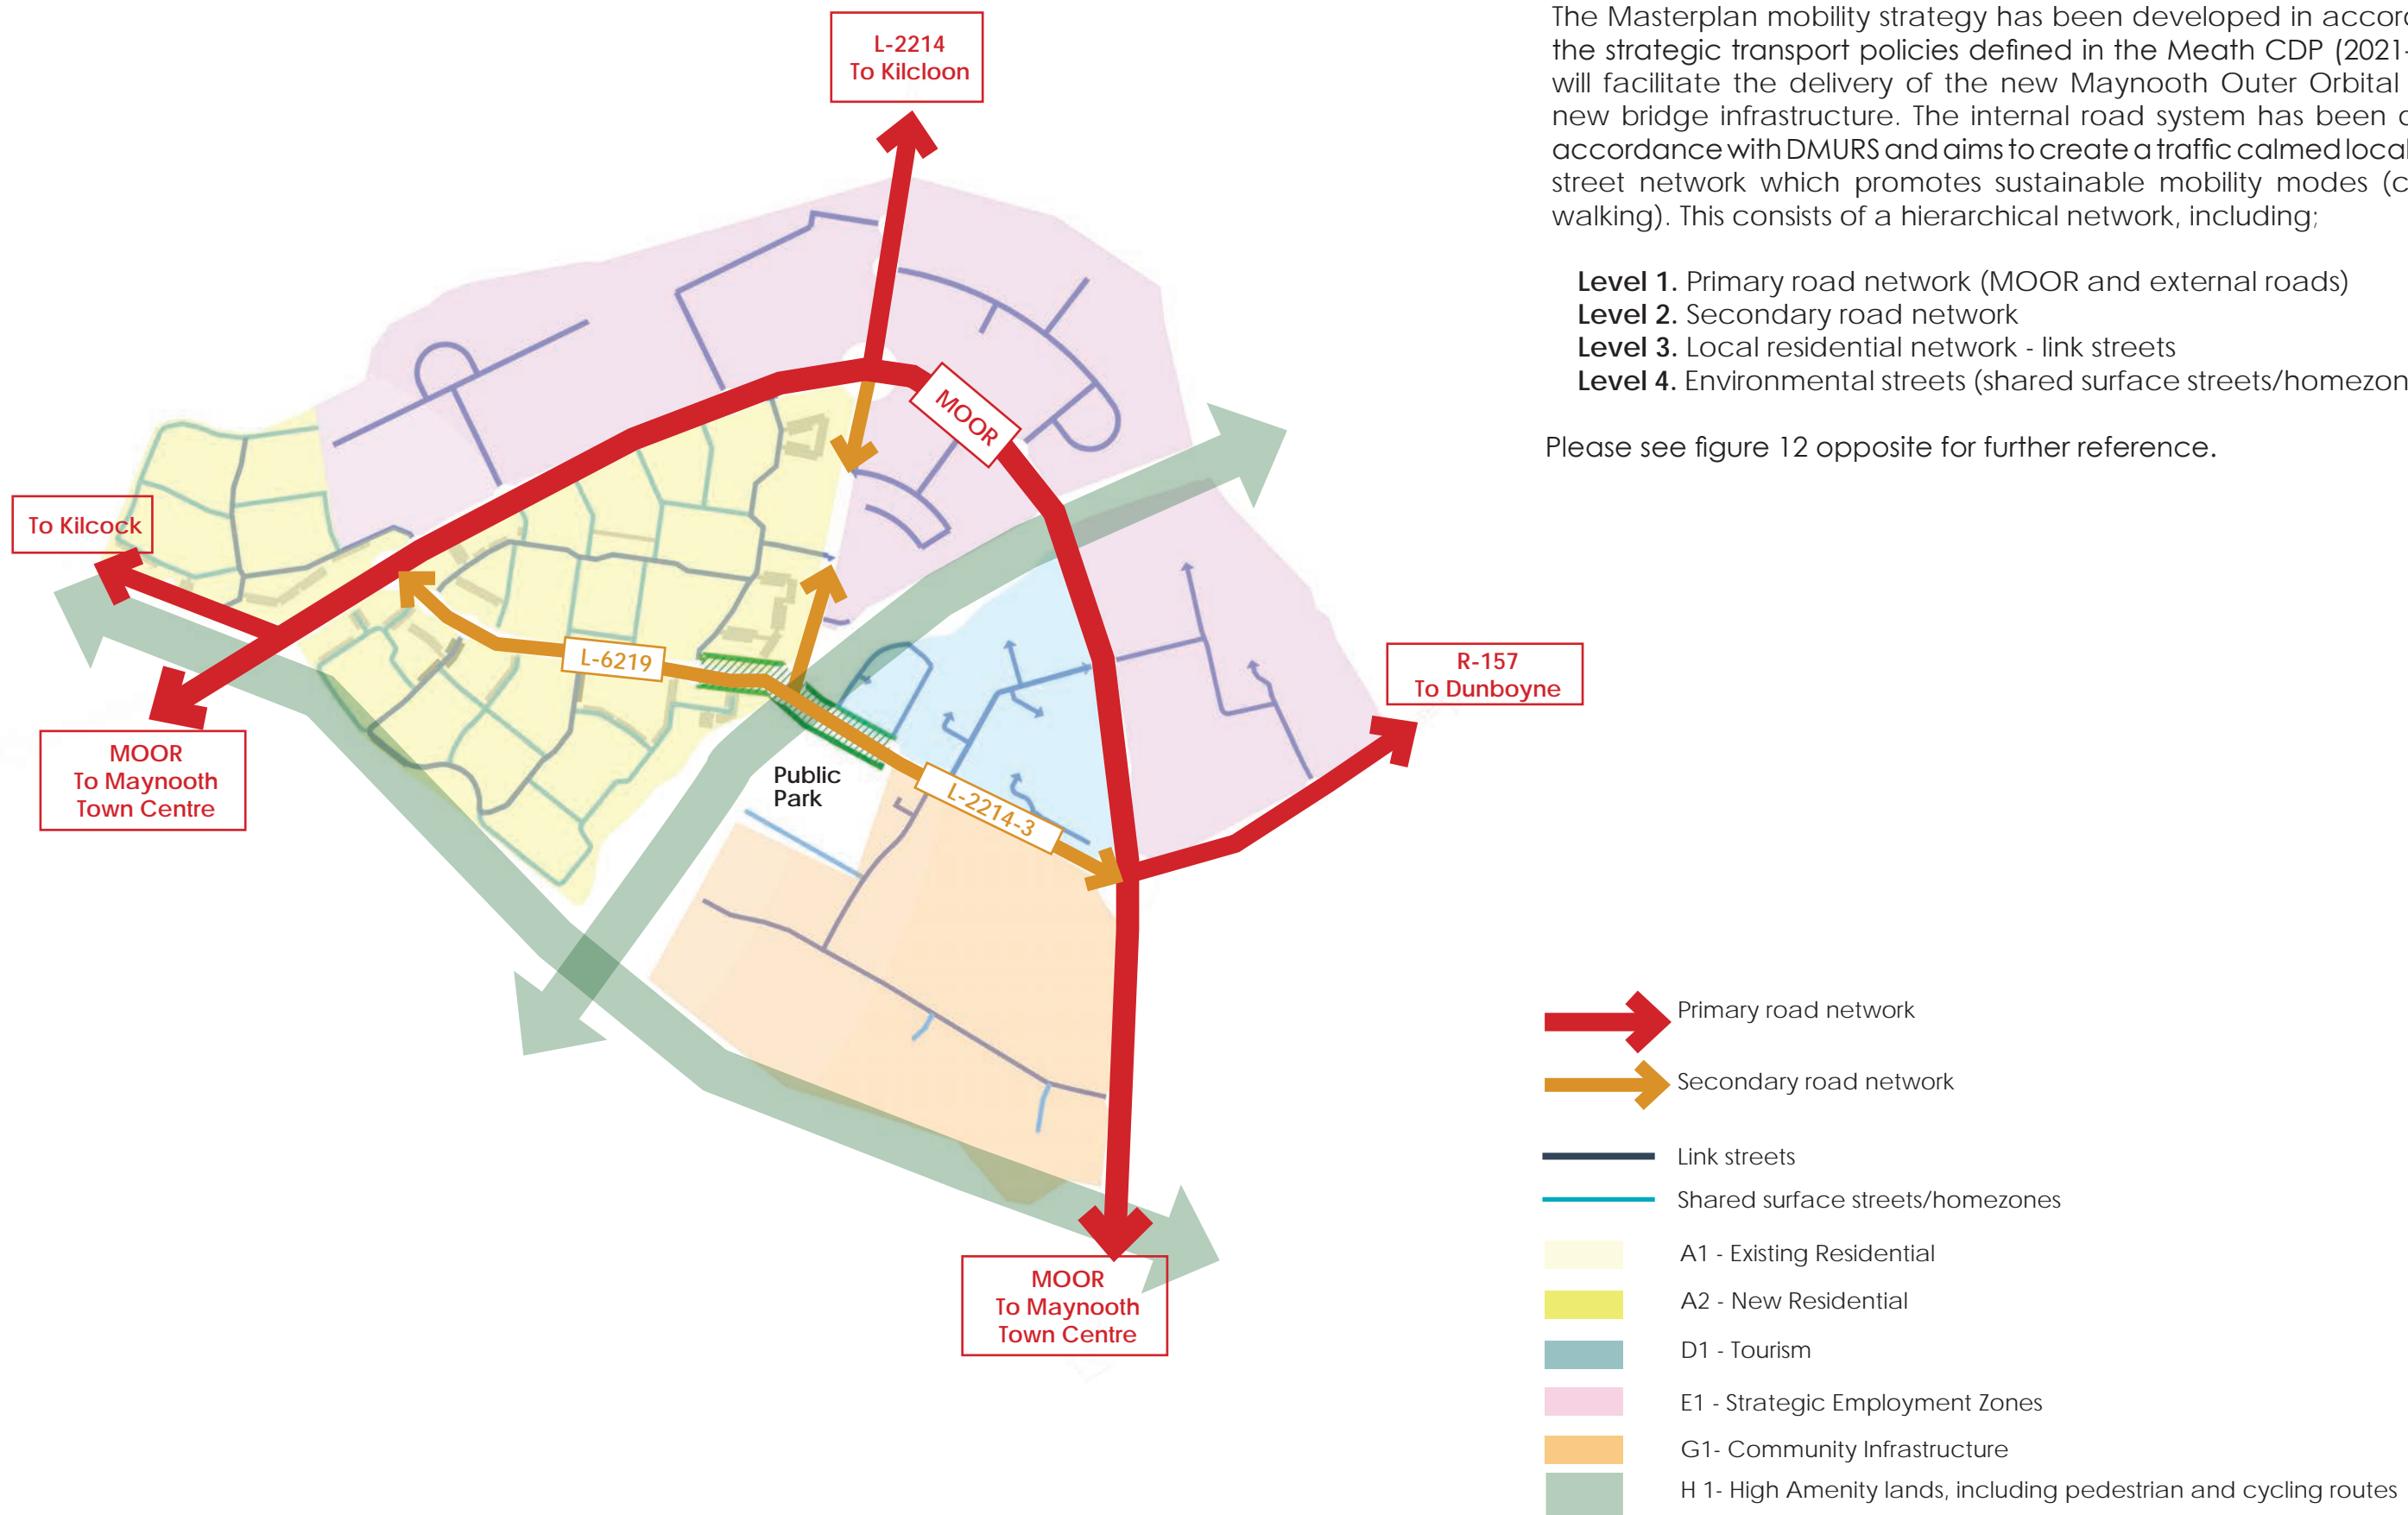 The Masterplan mobility strategy has been developed in accor
the strategic transport policies defined in the Meath CDP (2021-
will facilitate the delivery of the new Maynooth Outer Orbital
new bridge infrastructure. The internal road system has been
accordance with DMURS and aims to create a traffic calmed local
street network which promotes sustainable mobility modes (c
walking). This consists of a hierarchical network, including;
Level 1. Primary road network (MOOR and external roads)
Level 2. Secondary road network
Level 3. Local residential network - link streets
Level 4. Environmental streets (shared surface streets/homezon
Please see figure 12 opposite for further reference.
L-2214
To Kilcloon
MOOR
To Kilcock
L-6219
R-157
To Dunboyne
MOOR
To Maynooth
Town Centre
Public
Park
L-2214-3
MOOR
To Maynooth
Town Centre
Primary road network
Secondary road network
Link streets
Shared surface streets/homezones
A1 - Existing Residential
A2 - New Residential
D1 - Tourism
E1 - Strategic Employment Zones
G1- Community Infrastructure
H 1- High Amenity lands, including pedestrian and cycling routes